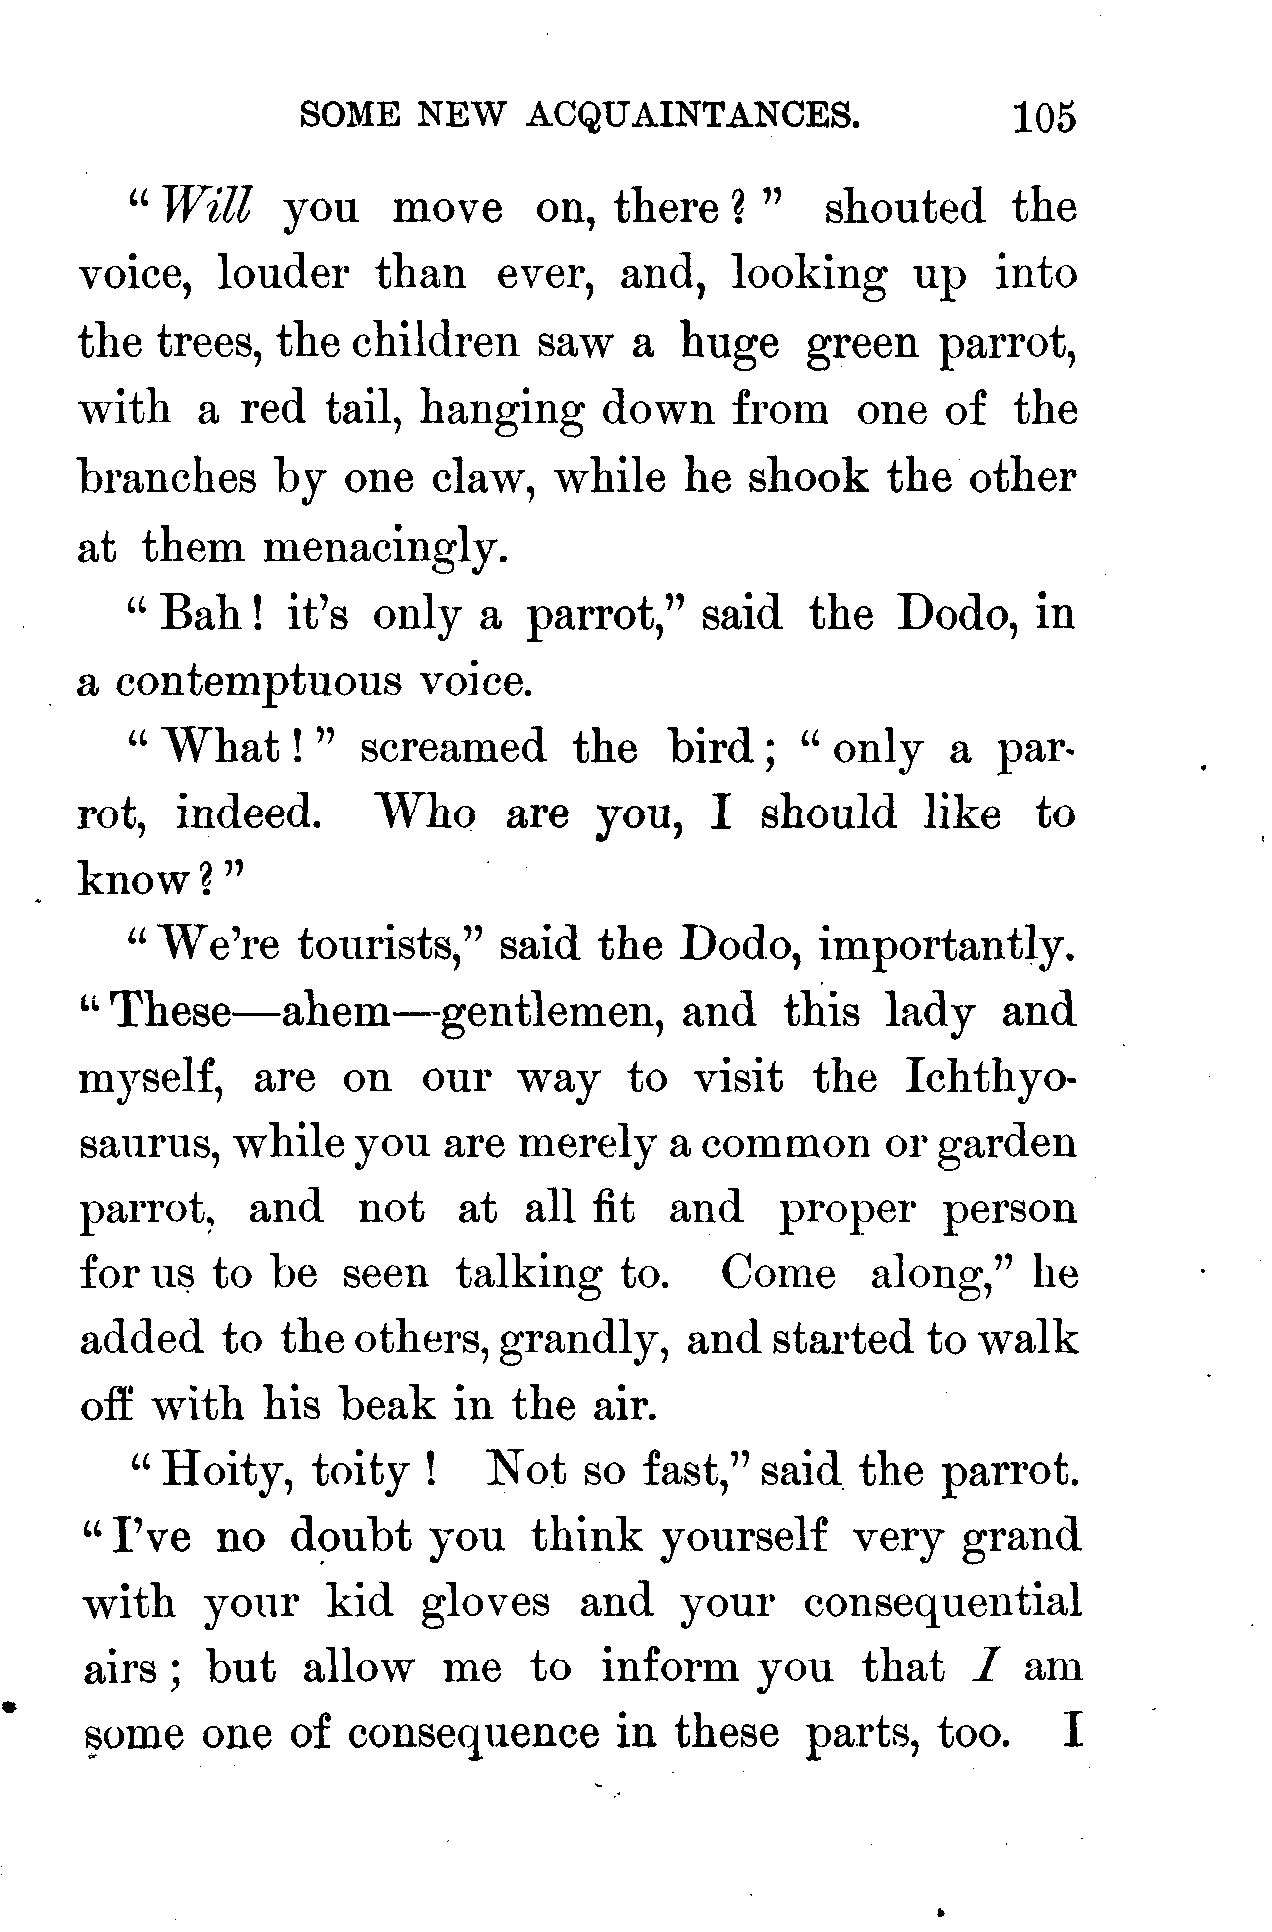 SOME NEW ACQUAINTANCES. 105
“Will you move on, there?” shouted the
voice, louder than ever, and, looking up into
the trees, the children saw a huge green parrot,
with a red tail, hanging down from one of the
branches by one claw, while he shook the other
at them menacingly.
“Bah! it’s only a parrot,” said the Dodo, in
a contemptuous voice.
“What!” screamed the bird; “only a par-
rot, indeed. Who are you, I should like to
know?”
“We’re tourists,” said the Dodo, importantly.
“These—ahem—gentlemen, and this lady and
myself, are on our way to visit the Ichthyo-
saurus, while you are merely a common or garden
parrot, and not at all fit and proper person
for us to be seen talking to. Come along,” he
added to the others, grandly, and started to walk
off with his beak in the air.
“Hoity, toity! Not so fast,” said the parrot.
“I’ve no doubt you think yourself very grand
with your kid gloves and your consequential
airs; but allow me to inform you that I am
some one of consequence in these parts, too. I